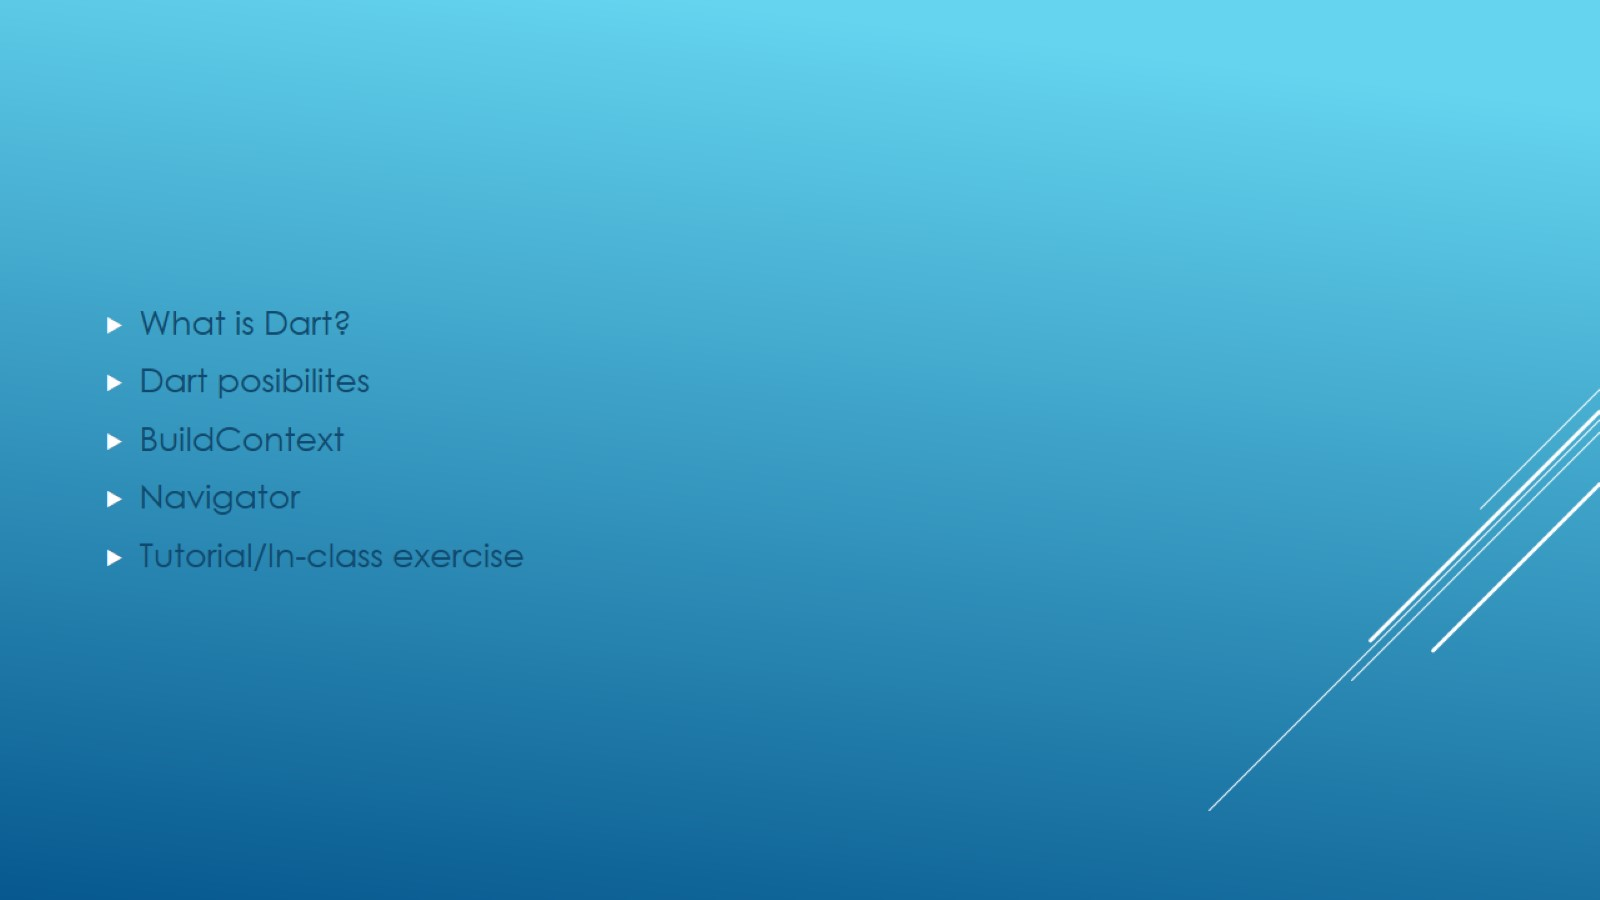 What is Dart?
Dart posibilites
BuildContext
Navigator
Tutorial/In-class exercise